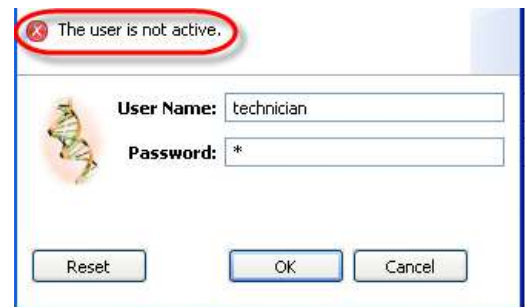 The user is not active.
User Name: technician
Password: *
Reset OK Cancel